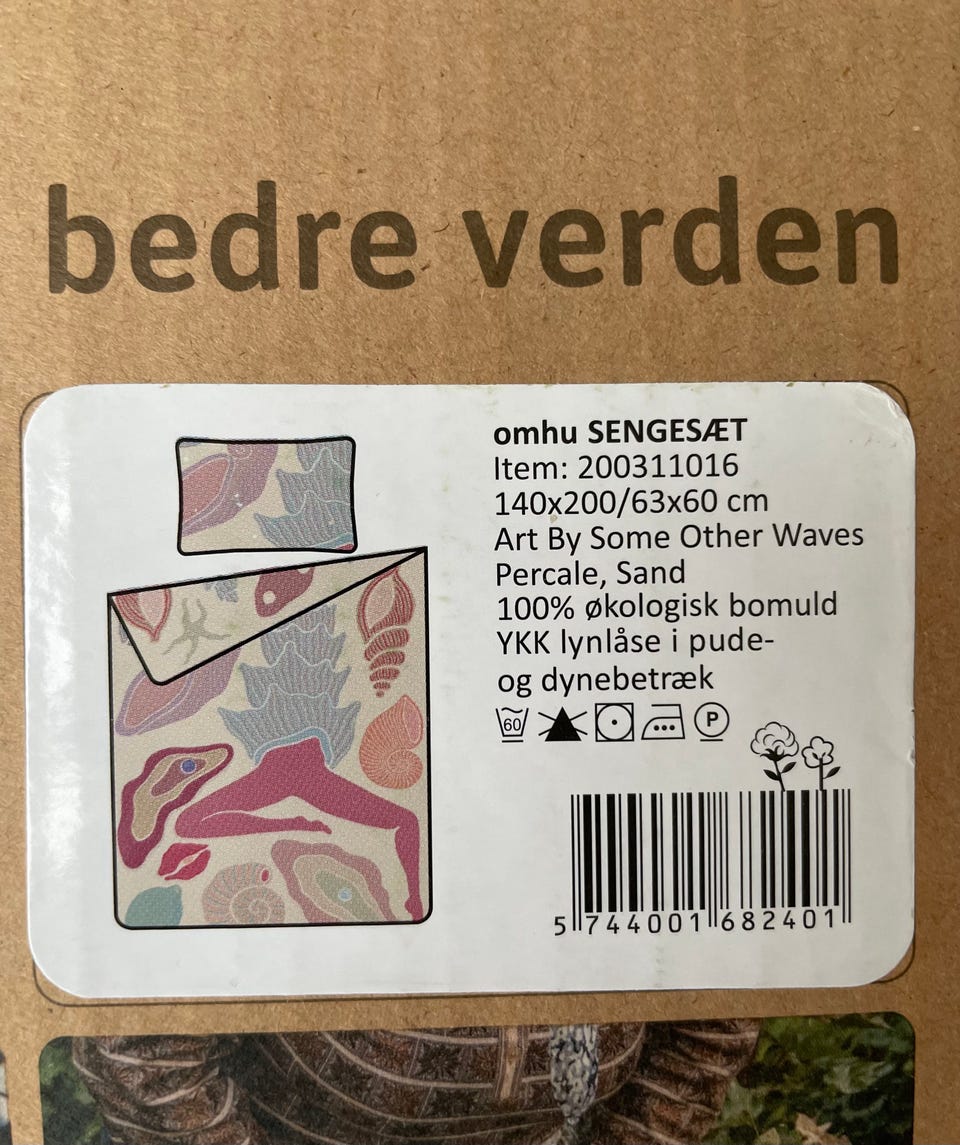 bedre verden
omhu SENGESÆT
Item: 200311016
140x200/63x60 cm
Art By Some Other Waves
Percale, Sand
100% økologisk bomuld
YKK lynlåse i pude-
og dynebetræk
60 P
5 744001 682401